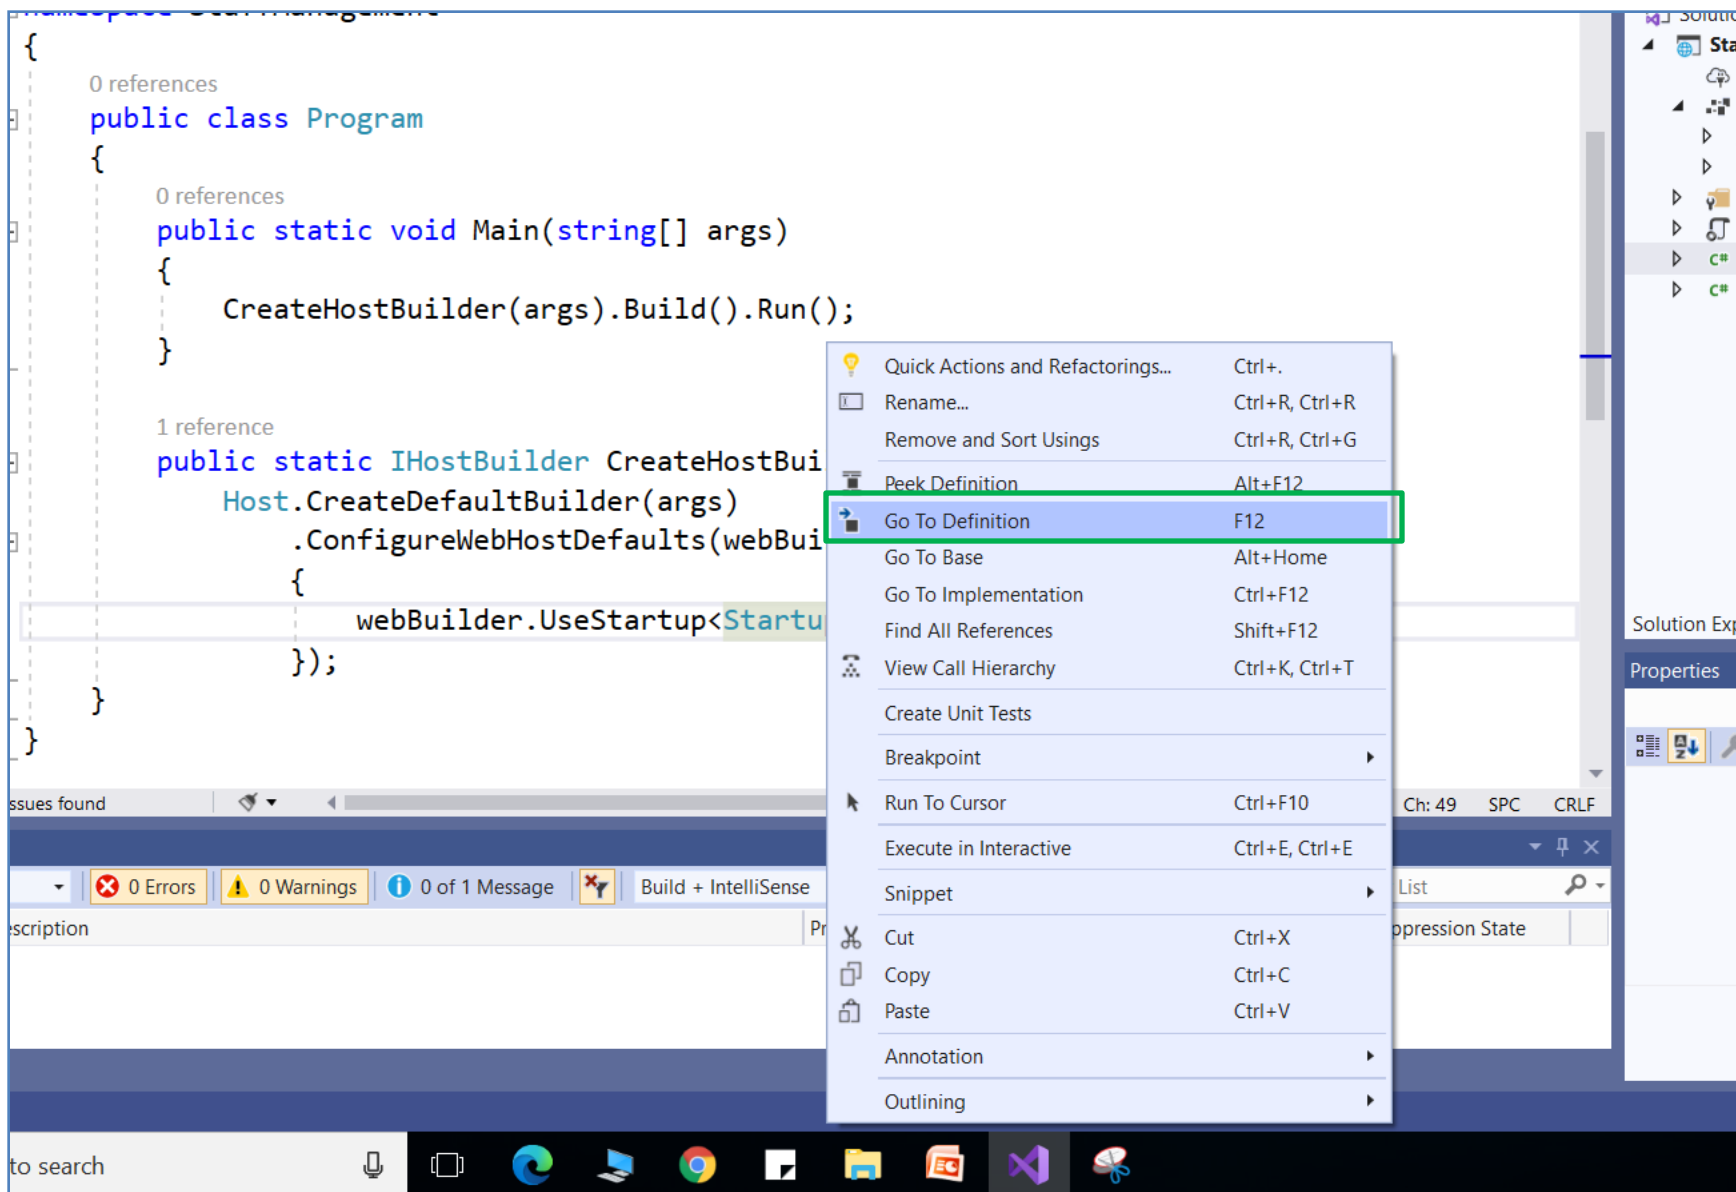 {
0 references
public class Program
{
0 references
public static void Main(string[] args)
{
CreateHostBuilder(args).Build().Run();
}
1 reference
public static IHostBuilder CreateHostBui
Host.CreateDefaultBuilder(args)
.ConfigureWebHostDefaults(webBui
{
webBuilder.UseStartup<Startu
});
}
}
Quick Actions and Refactorings... Ctrl+.
Rename... Ctrl+R, Ctrl+R
Remove and Sort Usings Ctrl+R, Ctrl+G
Peek Definition Alt+F12
Go To Definition F12
Go To Base Alt+Home
Go To Implementation Ctrl+F12
Find All References Shift+F12
View Call Hierarchy Ctrl+K, Ctrl+T
Create Unit Tests
Breakpoint
Run To Cursor Ctrl+F10
Execute in Interactive Ctrl+E, Ctrl+E
Snippet
Cut Ctrl+X
Copy Ctrl+C
Paste Ctrl+V
Annotation
Outlining
Sta
C#
C#
Solution Exp
Properties
ssues found
Ch: 49 SPC CRLF
0 Errors 0 Warnings 0 of 1 Message Build + IntelliSense
List
scription Pr
ppression State
to search